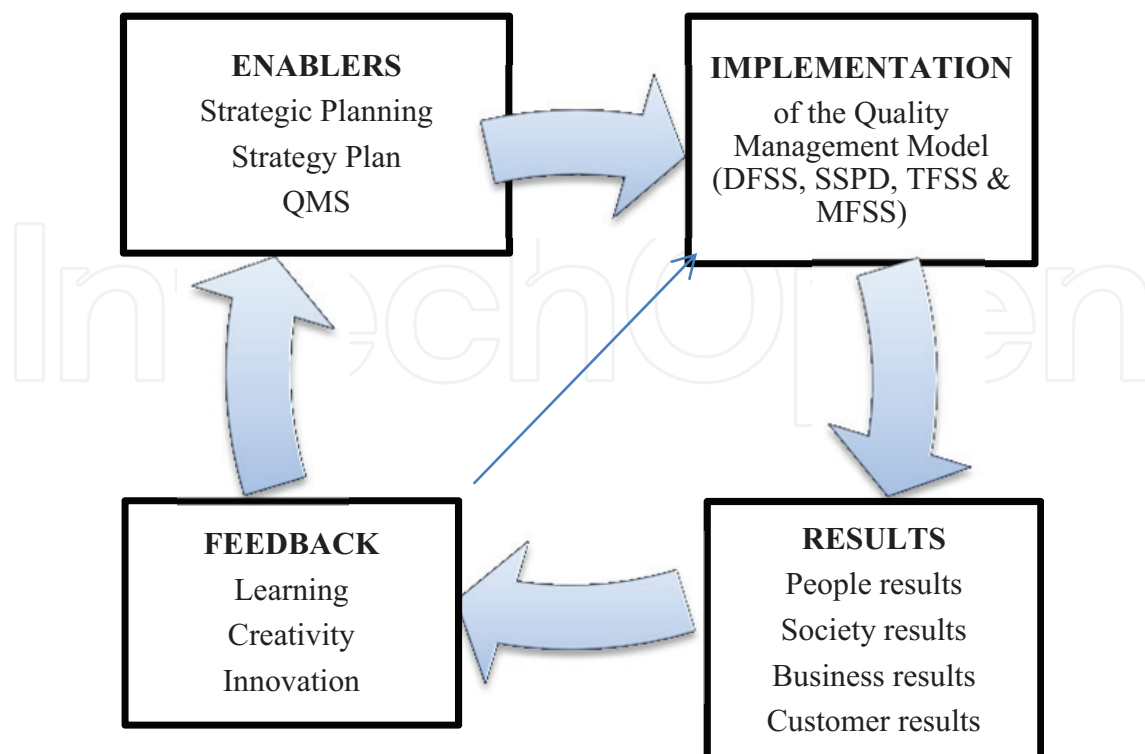 ENABLERS
Strategic Planning
Strategy Plan
QMS
IMPLEMENTATION
of the Quality
Management Model
(DFSS, SSPD, TFSS &
MFSS)
FEEDBACK
Learning
Creativity
Innovation
RESULTS
People results
Society results
Business results
Customer results
IntechOpen